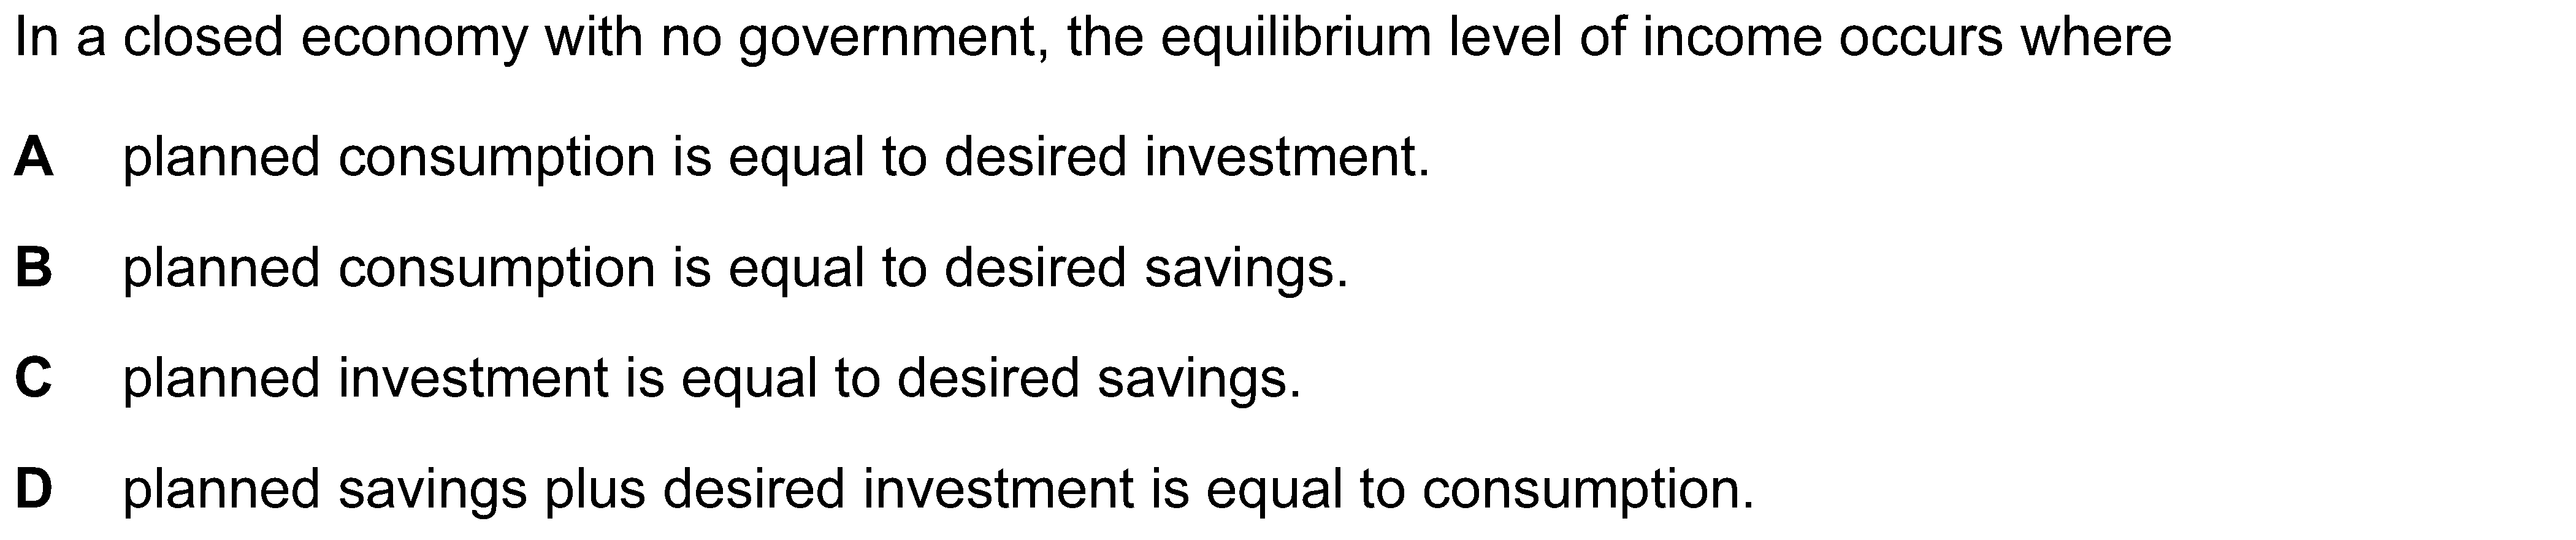 In a closed economy with no government, the equilibrium level of income occurs where
A planned consumption is equal to desired investment.
B planned consumption is equal to desired savings.
C planned investment is equal to desired savings.
D planned savings plus desired investment is equal to consumption.